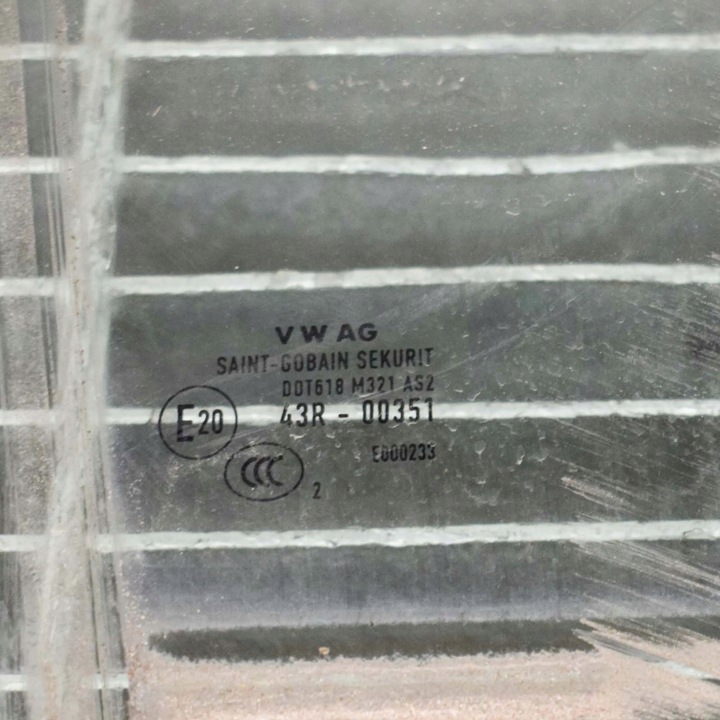 VW AG
SAINT-GOBAIN SEKURIT
DOT618 M321 AS2
E20 43R - 00351
E000233
CCC
2